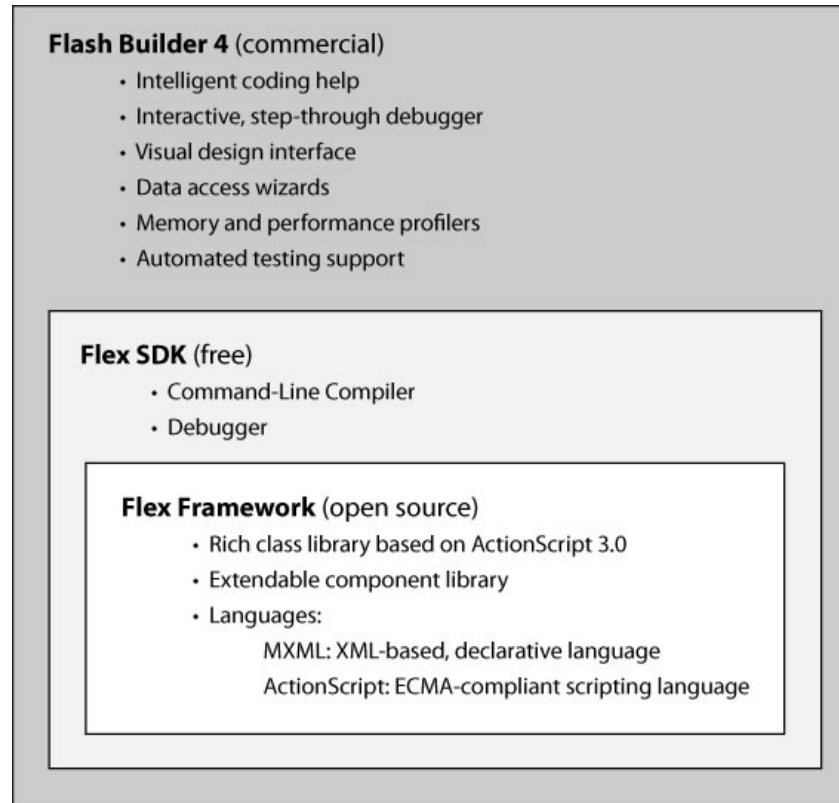 Flash Builder 4 (commercial)
• Intelligent coding help
• Interactive, step-through debugger
• Visual design interface
• Data access wizards
• Memory and performance profilers
• Automated testing support
Flex SDK (free)
• Command-Line Compiler
• Debugger
Flex Framework (open source)
• Rich class library based on ActionScript 3.0
• Extendable component library
• Languages:
MXML: XML-based, declarative language
ActionScript: ECMA-compliant scripting language